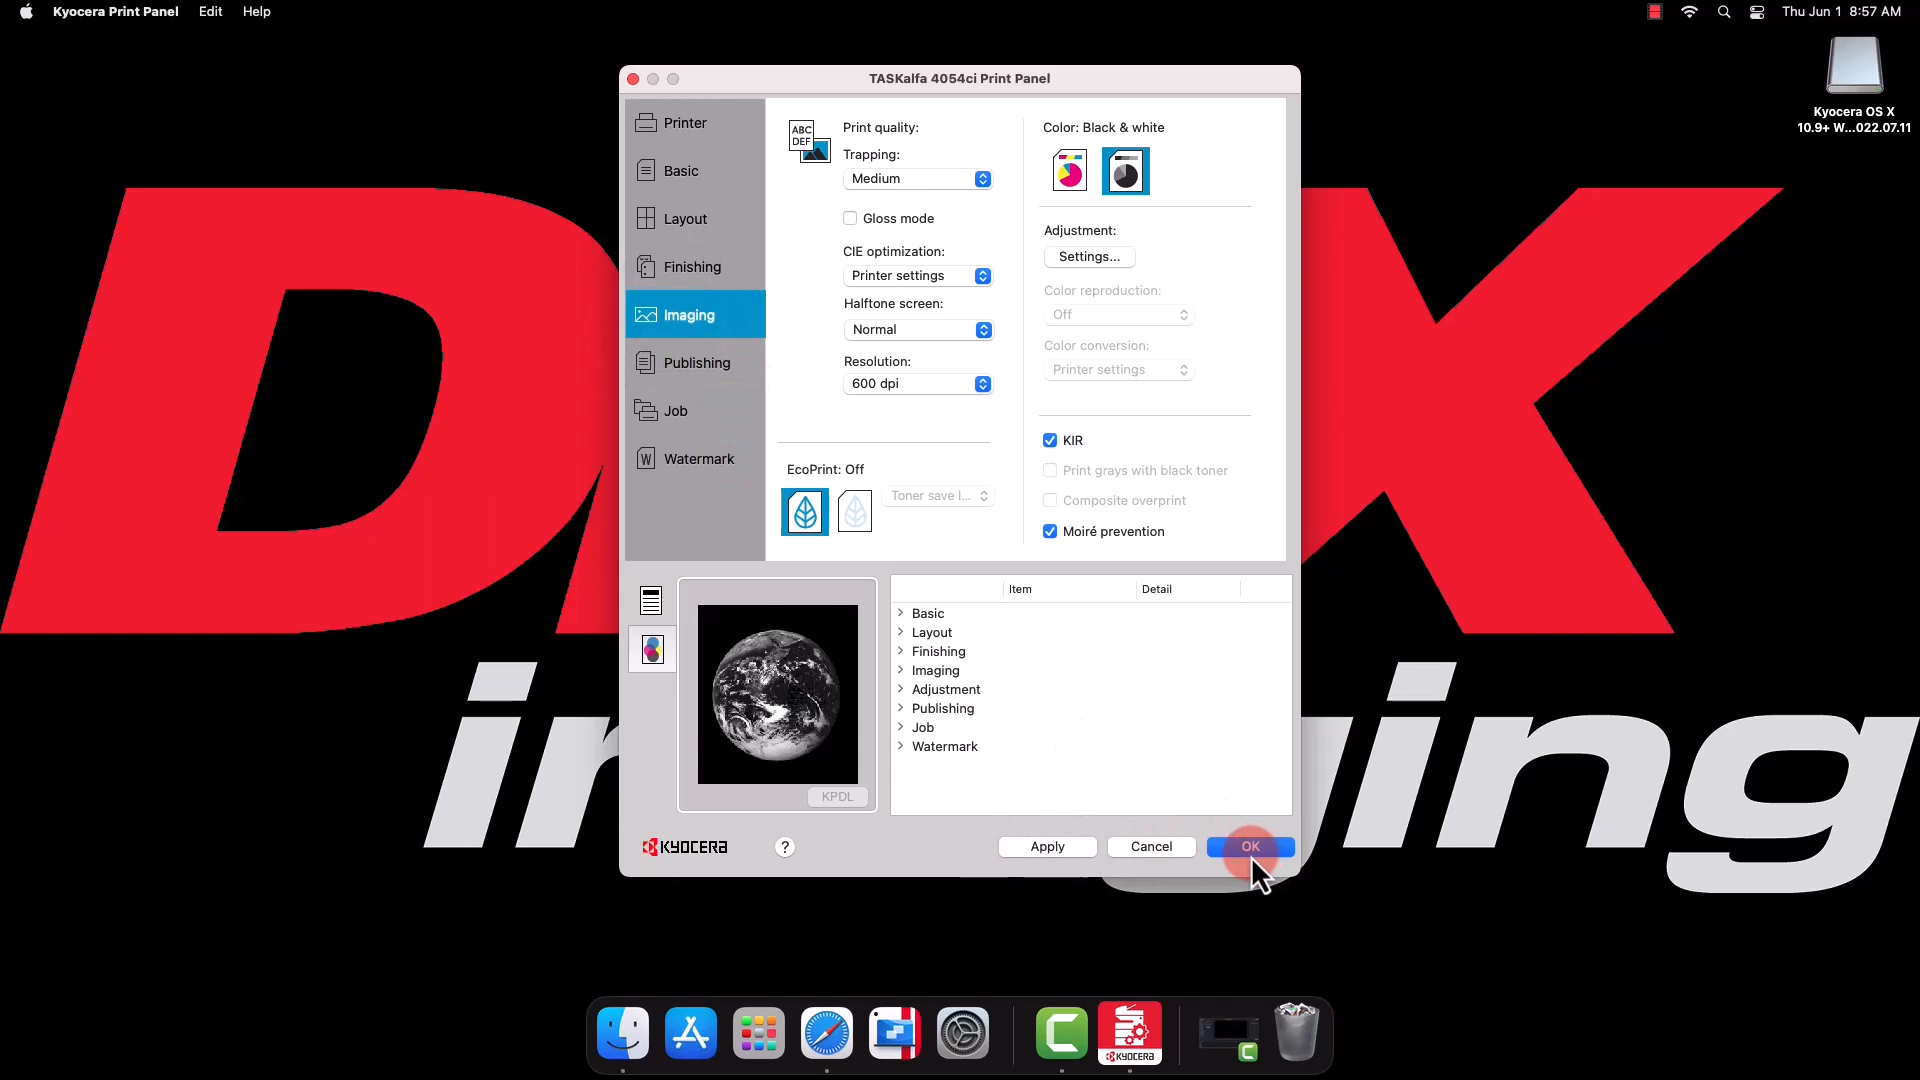 Kyocera Print Panel Edit Help
Thu Jun 1 8:57 AM
Kyocera OS X
10.9+ W...022.07.11
TASKalfa 4054ci Print Panel
Printer
Basic
Layout
Finishing
Imaging
Publishing
Job
W Watermark
ABC
DEF
Print quality:
Trapping:
Medium
Gloss mode
CIE optimization:
Printer settings
Halftone screen:
Normal
Resolution:
600 dpi
EcoPrint: Off
Toner save l...
Color: Black & white
Adjustment:
Settings...
Color reproduction:
Off
Color conversion:
Printer settings
KIR
Print grays with black toner
Composite overprint
Moiré prevention
KPDL
Item Detail
Basic
Layout
Finishing
Imaging
Adjustment
Publishing
Job
Watermark
KYOCERA
?
Apply Cancel OK
KYOCERA